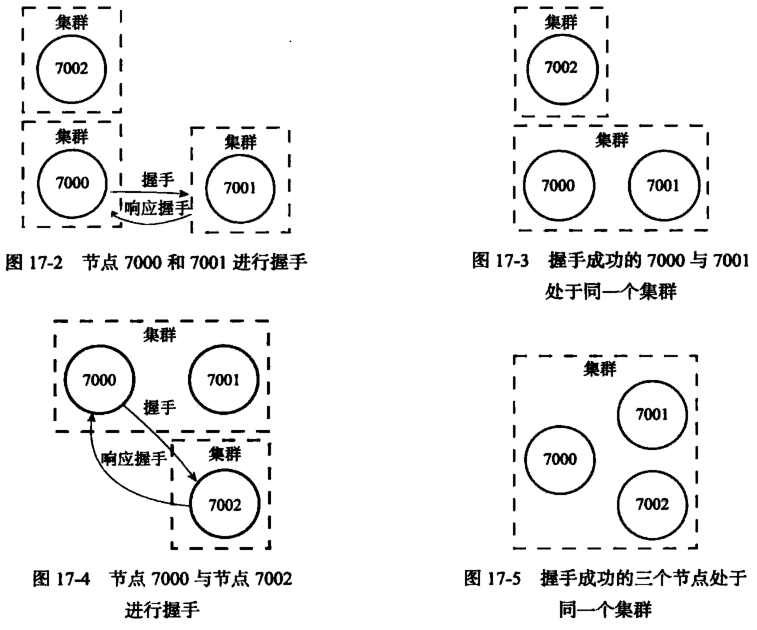 集群
7002
集群
7000
集群
7001
握手
响应握手
图 17-2 节点 7000 和 7001 进行握手
集群
7002
集群
7000
7001
图 17-3 握手成功的 7000 与 7001
处于同一个集群
集群
7000
7001
握手
响应握手
集群
7002
图 17-4 节点 7000 与节点 7002
进行握手
集群
7001
7000
7002
图 17-5 握手成功的三个节点处于
同一个集群